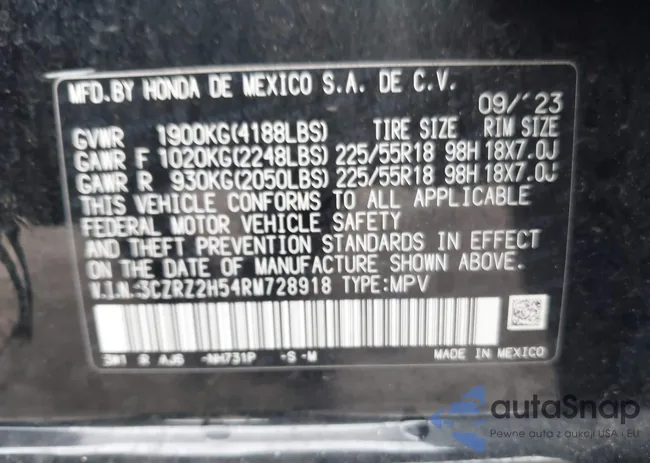 MFD.BY HONDA DE MEXICO S.A. DE C.V.
09/'23
GVWR 1900KG(4188LBS) TIRE SIZE RIM SIZE
GAWR F 1020KG(2248LBS) 225/55R18 98H 18X7.0J
GAWR R 930KG(2050LBS) 225/55R18 98H 18X7.0J
THIS VEHICLE CONFORMS TO ALL APPLICABLE
FEDERAL MOTOR VEHICLE SAFETY
AND THEFT PREVENTION STANDARDS IN EFFECT
ON THE DATE OF MANUFACTURE SHOWN ABOVE.
V.I.N.:3CZRZ2H54RM728918 TYPE:MPV
3W1 R AJB -NH731P -S -M MADE IN MEXICO
autoSnap
Pewne auta z aukcji USA i EU